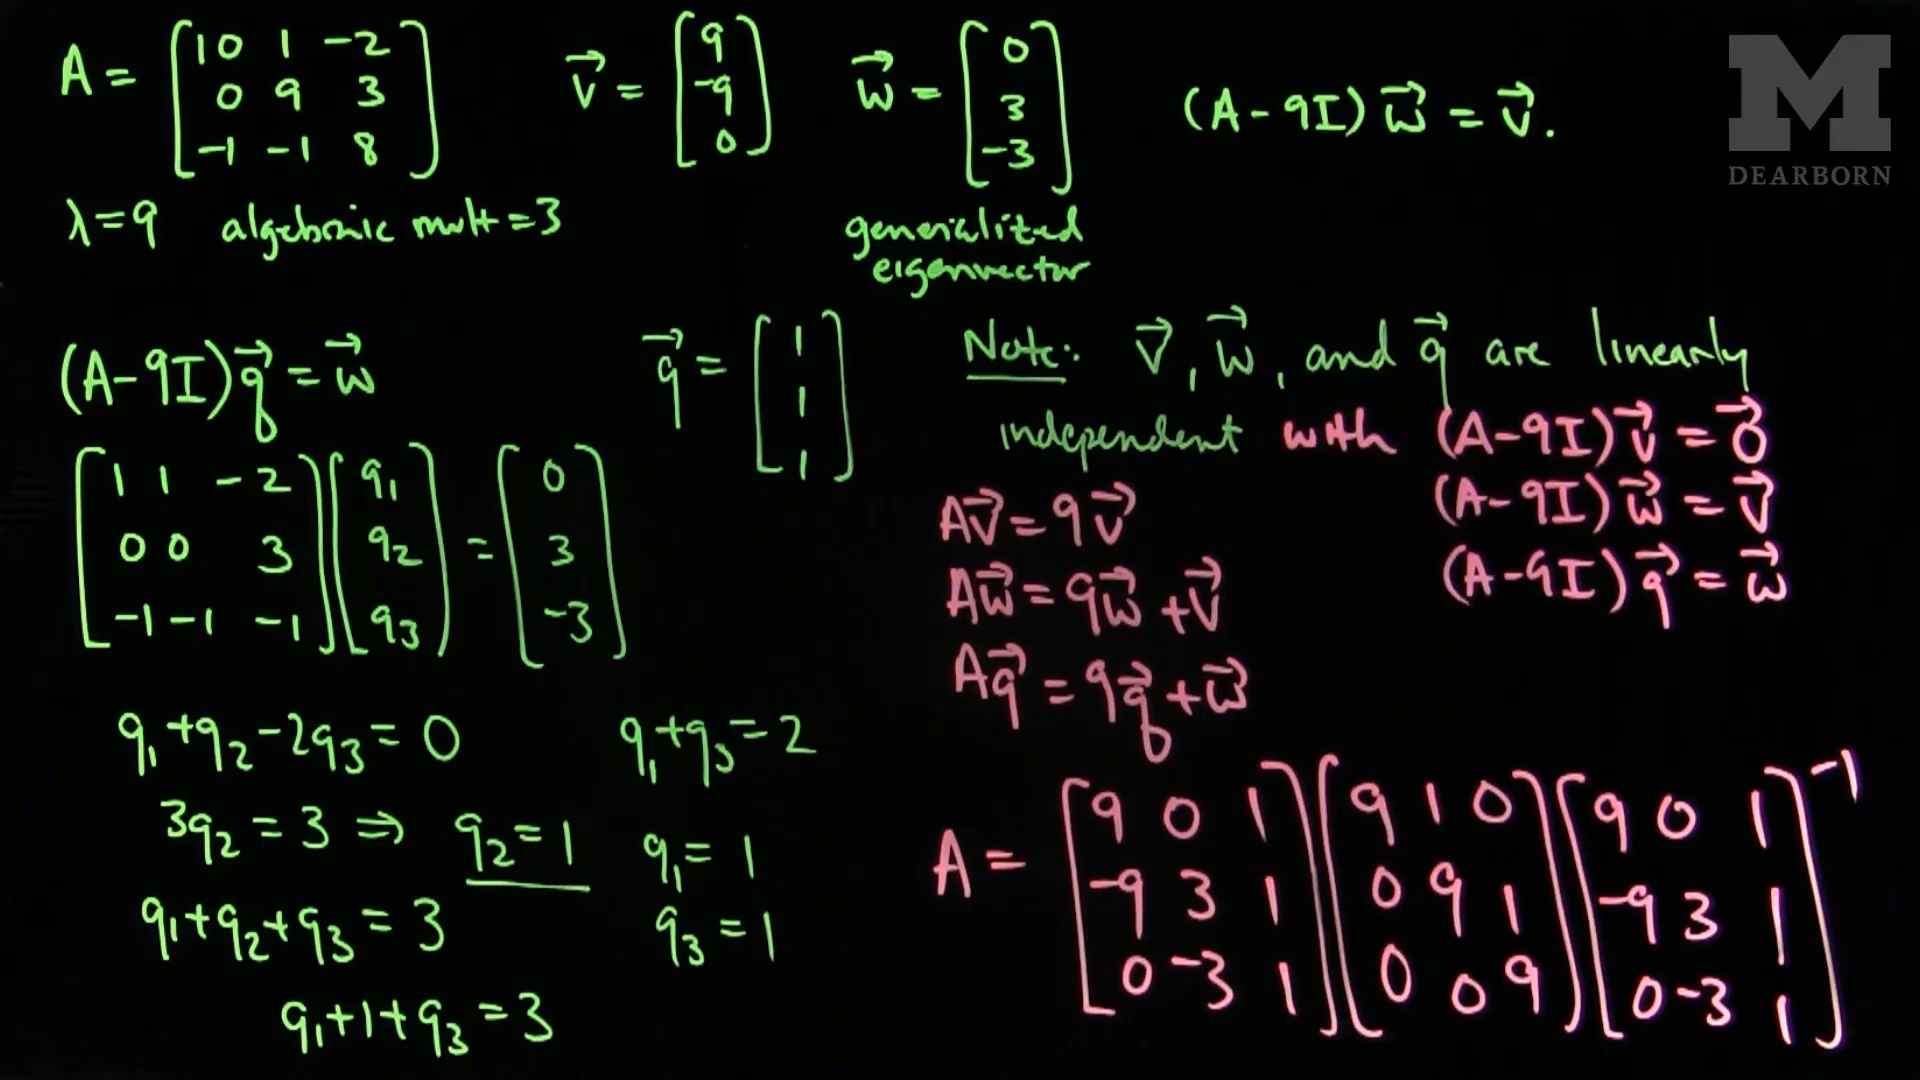 A = [10 1 -2; 0 9 3; -1 -1 8]
v⃗ = [9; -9; 0]
w⃗ = [0; 3; -3]
(A-9I) w⃗ = v⃗.
M
DEARBORN
λ=9 algebraic mult=3
generalized
eigenvector
(A-9I)q⃗ = w⃗
q⃗ = [1; 1; 1]
[1 1 -2; 0 0 3; -1 -1 -1][q₁; q₂; q₃] = [0; 3; -3]
q₁+q₂-2q₃=0
3q₂=3 ⇒ q₂=1
q₁+q₂+q₃=3
q₁+1+q₃=3
q₁+q₃=2
q₁=1
q₃=1
Note: v⃗, w⃗, and q⃗ are linearly
independent with (A-9I)v⃗ = 0⃗
(A-9I)w⃗ = v⃗
(A-9I)q⃗ = w⃗
Av⃗=9v⃗
Aw⃗=9w⃗+v⃗
Aq⃗=9q⃗+w⃗
A = [9 0 1; -9 3 1; 0 -3 1][9 1 0; 0 9 1; 0 0 9][9 0 1; -9 3 1; 0 -3 1]⁻¹